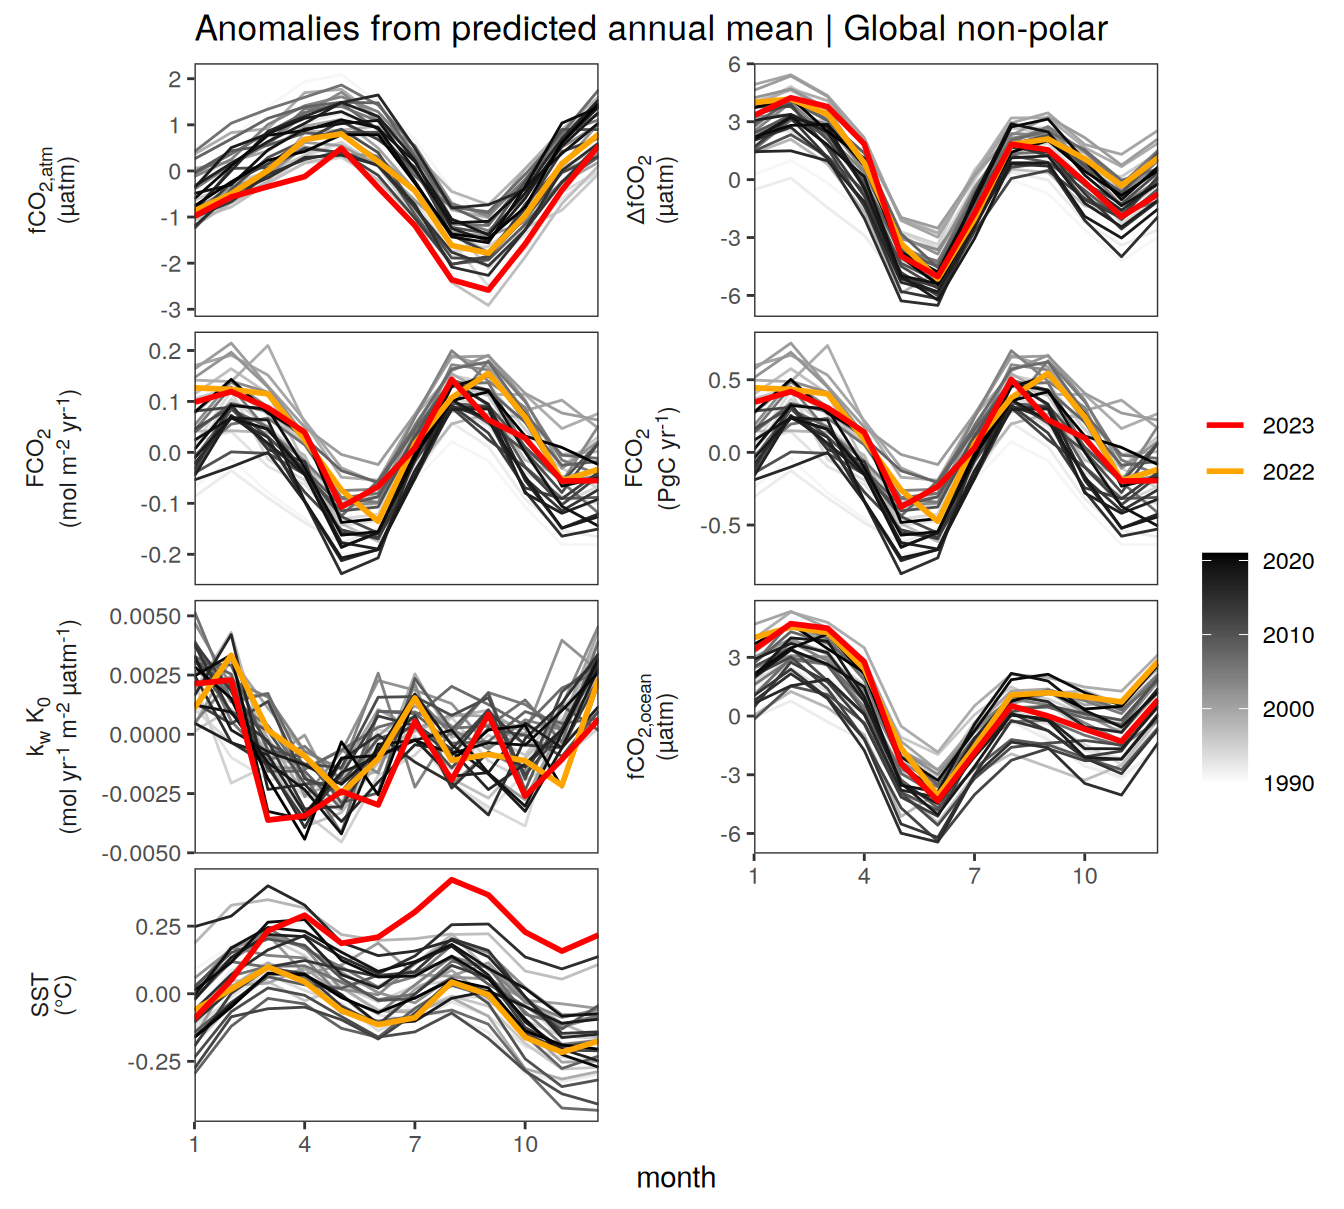 Anomalies from predicted annual mean | Global non-polar
fCO2,atm
(µatm)
2
1
0
-1
-2
-3
ΔfCO2
(µatm)
6
3
0
-3
-6
FCO2
(mol m-2 yr-1)
0.2
0.1
0.0
-0.1
-0.2
FCO2
(PgC yr-1)
0.5
0.0
-0.5
kw K0
(mol yr-1 m-2 µatm-1)
0.0050
0.0025
0.0000
-0.0025
-0.0050
fCO2,ocean
(µatm)
3
0
-3
-6
1 4 7 10
SST
(°C)
0.25
0.00
-0.25
1 4 7 10
month
2023
2022
2020
2010
2000
1990